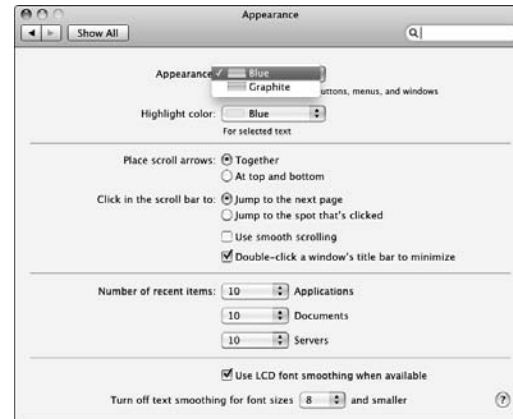 Appearance
Show All
Appearance
✓ Blue
Graphite
uttons, menus, and windows
Highlight color: Blue
For selected text
Place scroll arrows: Together
At top and bottom
Click in the scroll bar to: Jump to the next page
Jump to the spot that's clicked
Use smooth scrolling
Double-click a window's title bar to minimize
Number of recent items: 10 Applications
10 Documents
10 Servers
Use LCD font smoothing when available
Turn off text smoothing for font sizes 8 and smaller ?